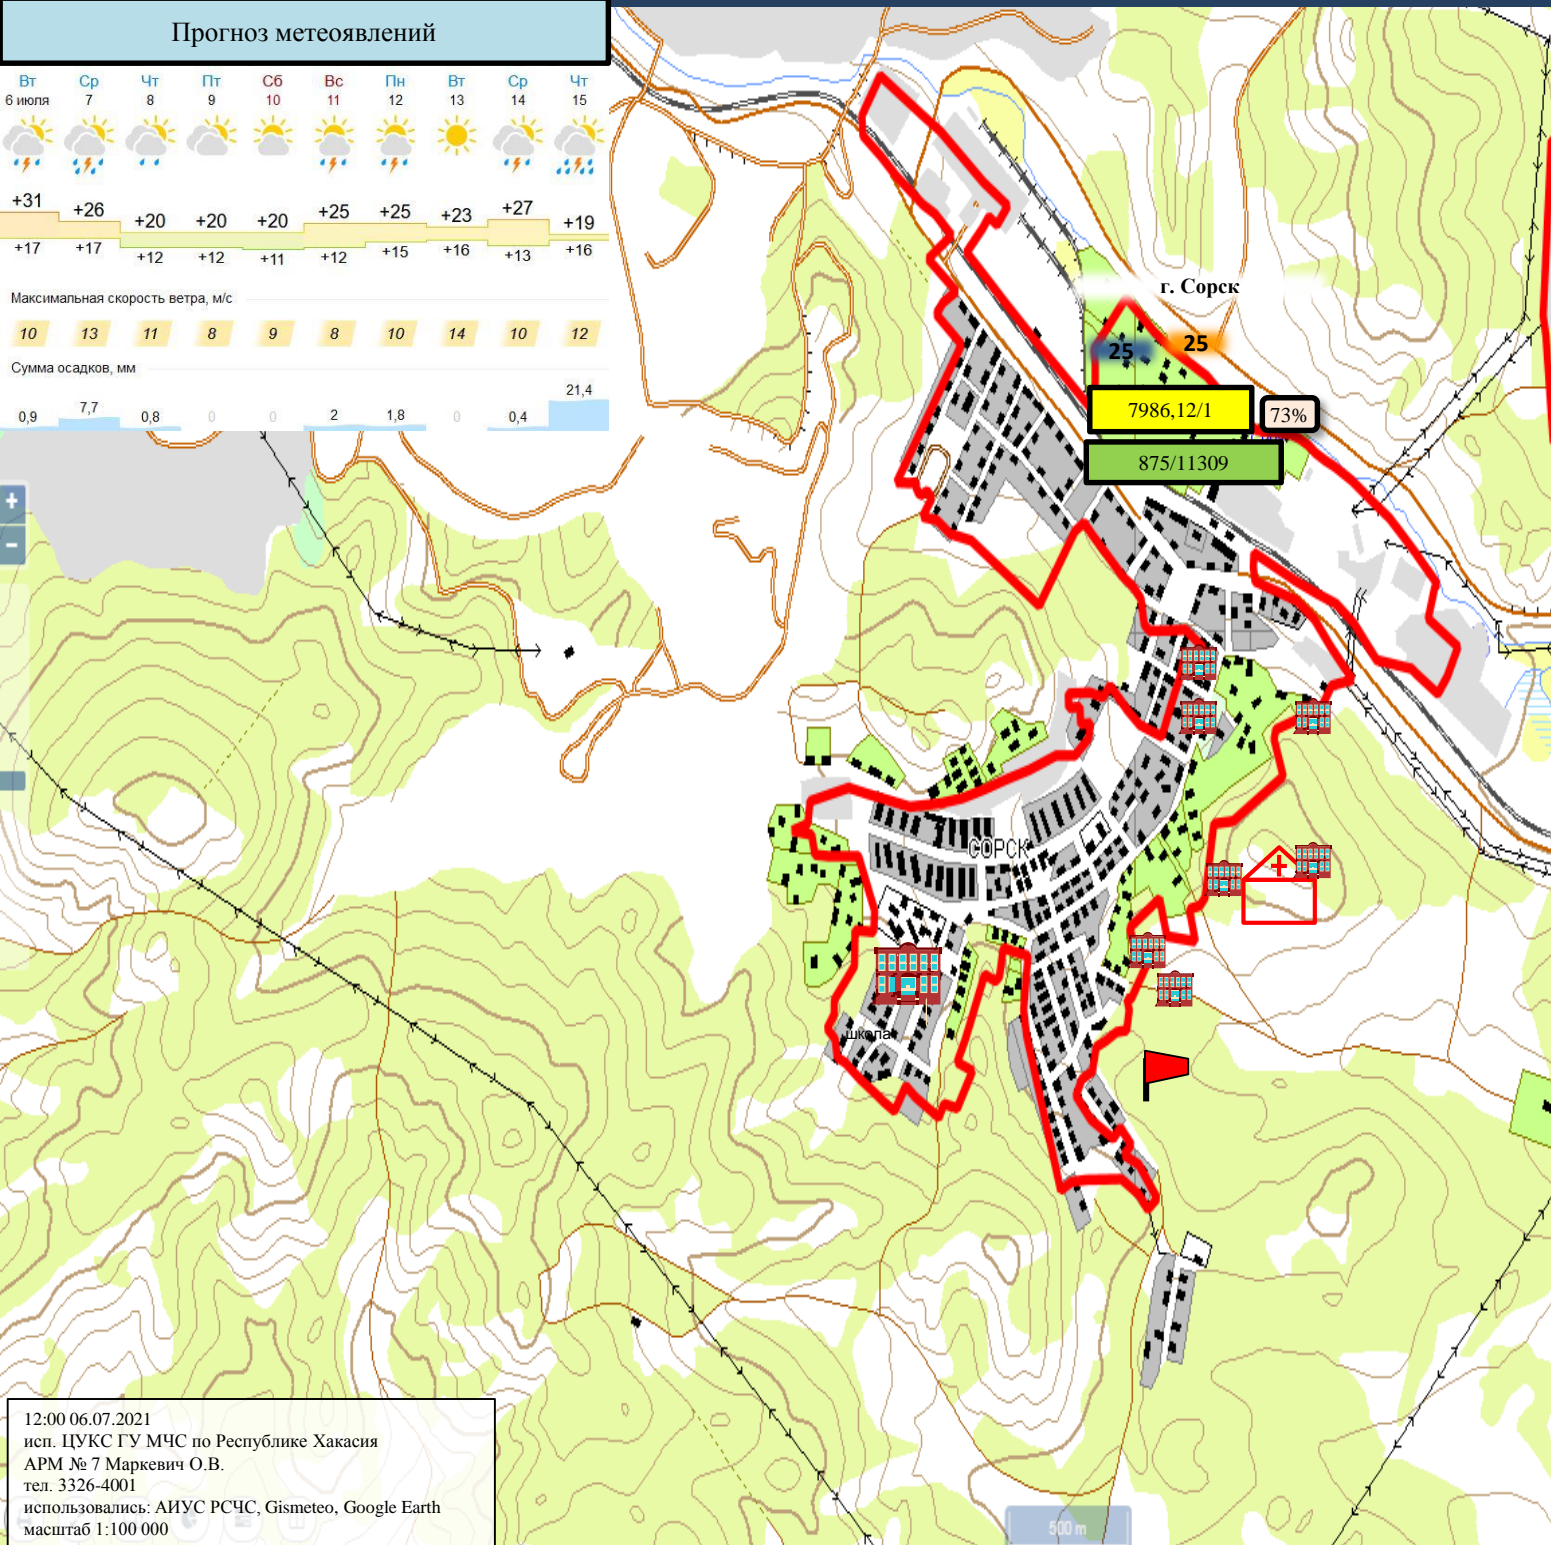 Прогноз метеоявлений
Вт Ср Чт Пт Сб Вс Пн Вт Ср Чт
6 июля 7 8 9 10 11 12 13 14 15
+31 +26 +20 +20 +20 +25 +25 +23 +27 +19
+17 +17 +12 +12 +11 +12 +15 +16 +13 +16
Максимальная скорость ветра, м/с
10 13 11 8 9 8 10 14 10 12
Сумма осадков, мм
0,9 7,7 0,8 0 0 2 1,8 0 0,4 21,4
г. Сорск
25 25
7986,12/1 73%
875/11309
+
−
СОРСК
школа
12:00 06.07.2021
исп. ЦУКС ГУ МЧС по Республике Хакасия
АРМ № 7 Маркевич О.В.
тел. 3326-4001
использовались: АИУС РСЧС, Gismeteo, Google Earth
масштаб 1:100 000
500 m